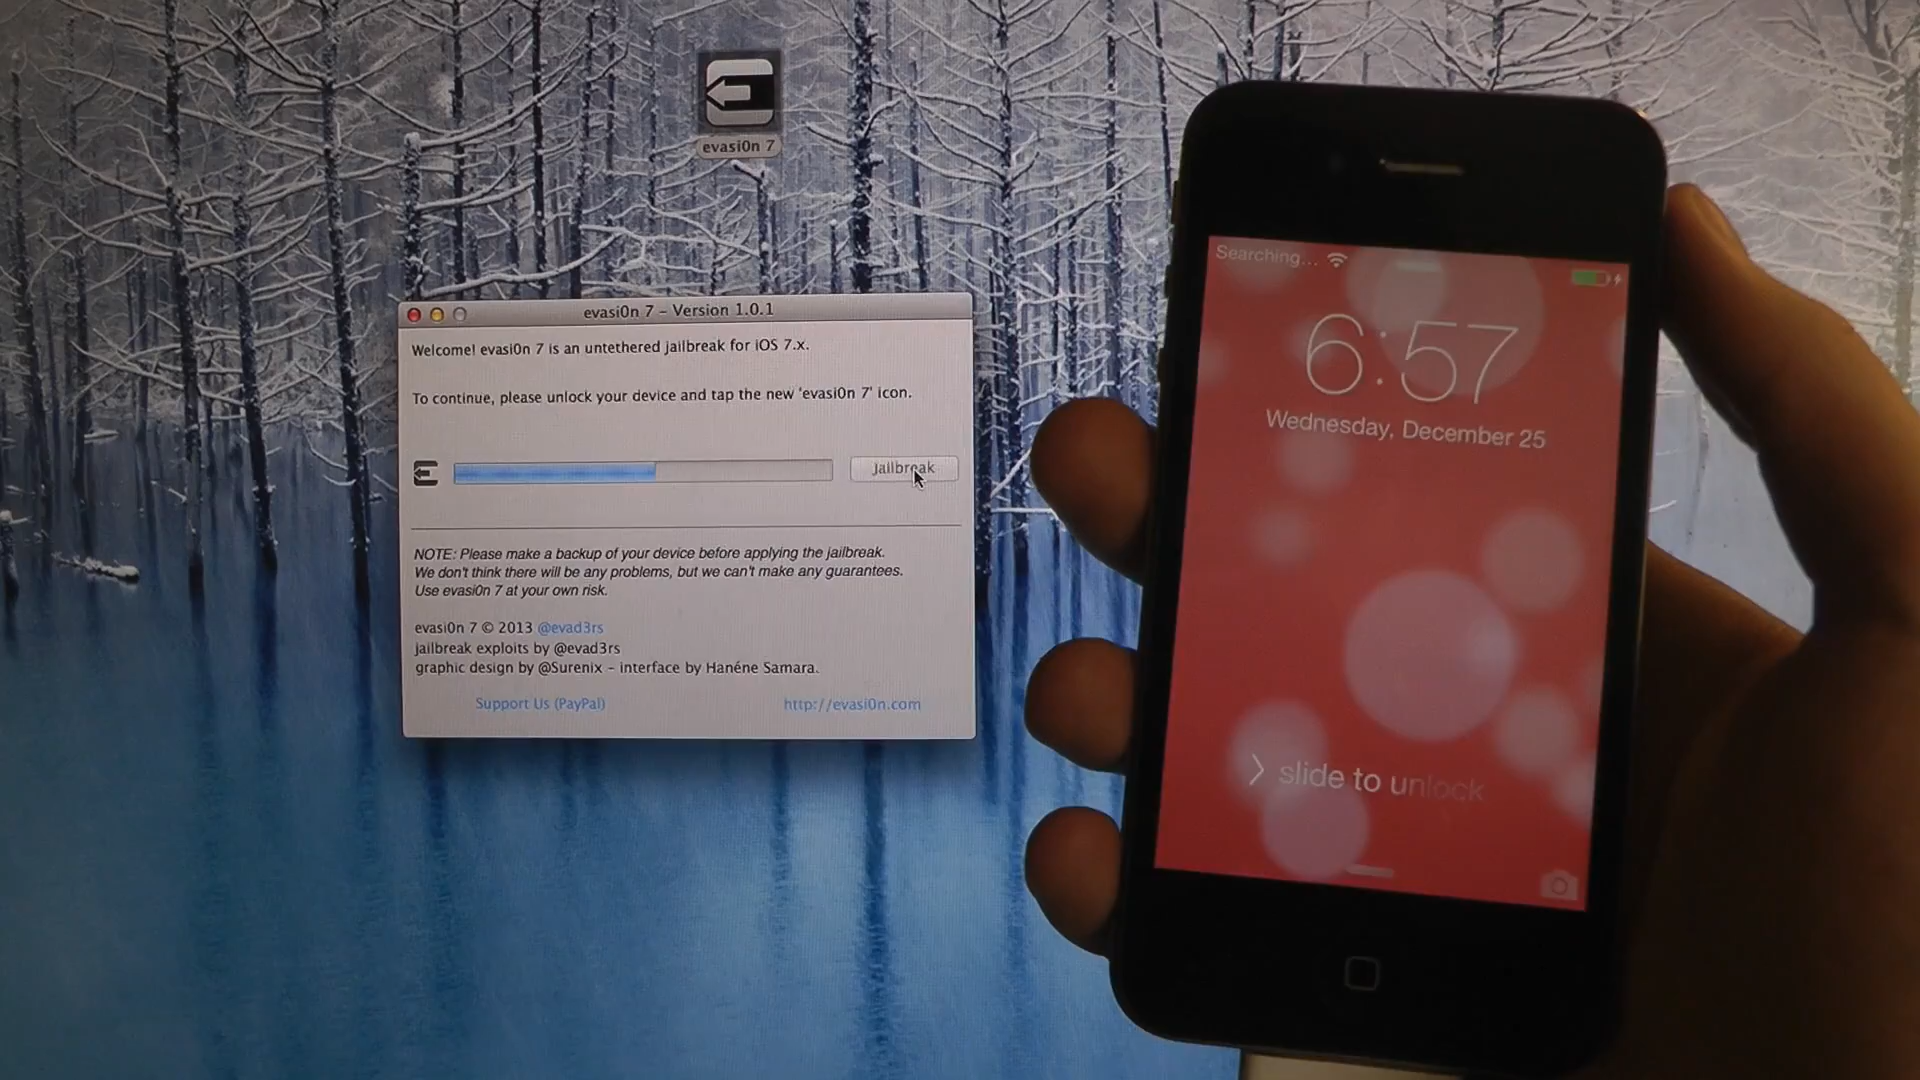 evasi0n 7
evasi0n 7 – Version 1.0.1
Welcome! evasi0n 7 is an untethered jailbreak for iOS 7.x.
To continue, please unlock your device and tap the new 'evasi0n 7' icon.
Jailbreak
NOTE: Please make a backup of your device before applying the jailbreak.
We don't think there will be any problems, but we can't make any guarantees.
Use evasi0n 7 at your own risk.
evasi0n 7 © 2013 @evad3rs
jailbreak exploits by @evad3rs
graphic design by @Surenix – interface by Hanéne Samara.
Support Us (PayPal)
http://evasi0n.com
Searching...
6:57
Wednesday, December 25
slide to unlock